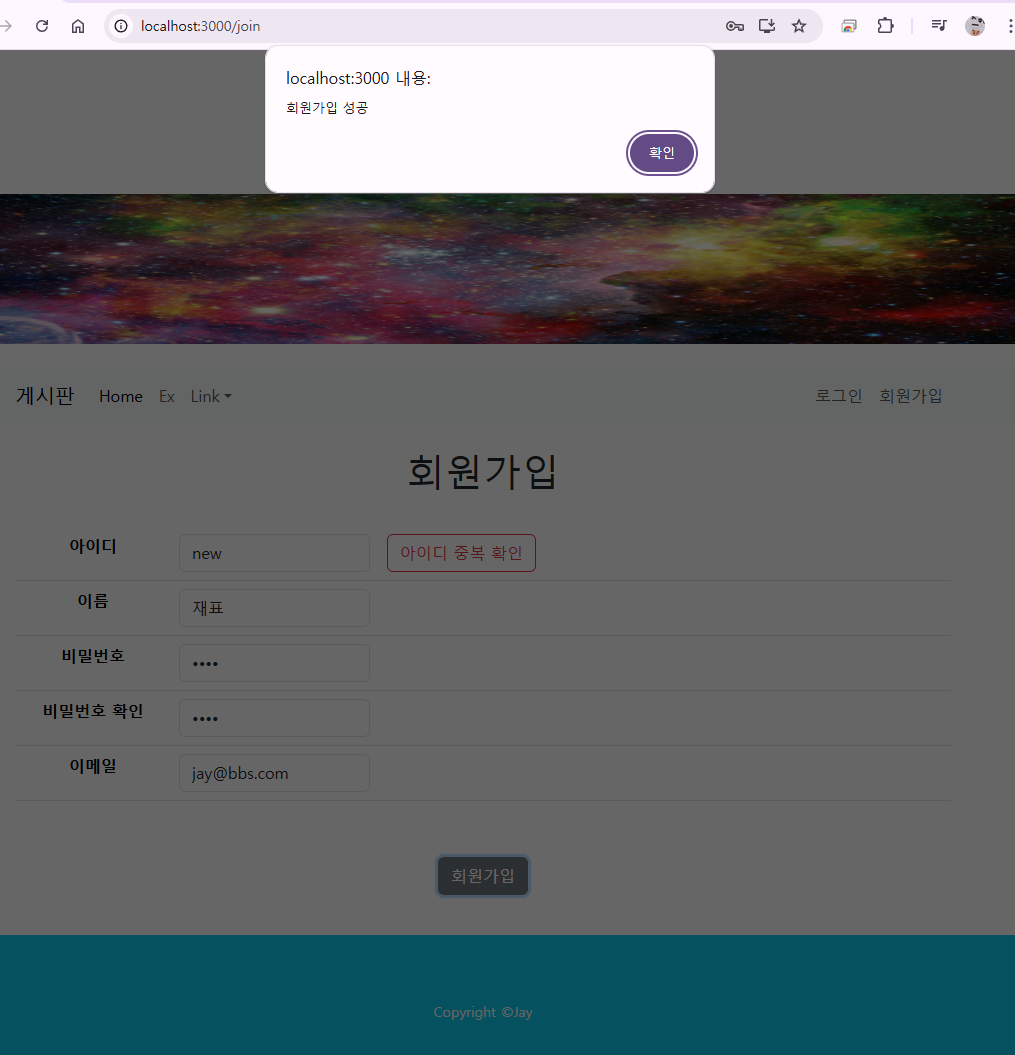 localhost:3000/join
localhost:3000 내용:
회원가입 성공
확인
게시판 Home Ex Link 로그인 회원가입
회원가입
아이디 new 아이디 중복 확인
이름 재표
비밀번호 ••••
비밀번호 확인 ••••
이메일 jay@bbs.com
회원가입
Copyright ©Jay